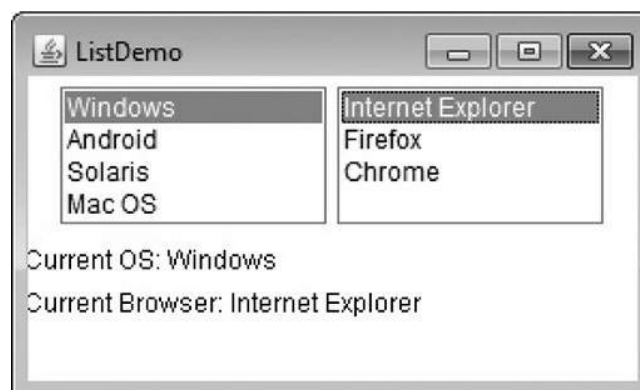 ListDemo
Windows
Android
Solaris
Mac OS
Internet Explorer
Firefox
Chrome
Current OS: Windows
Current Browser: Internet Explorer